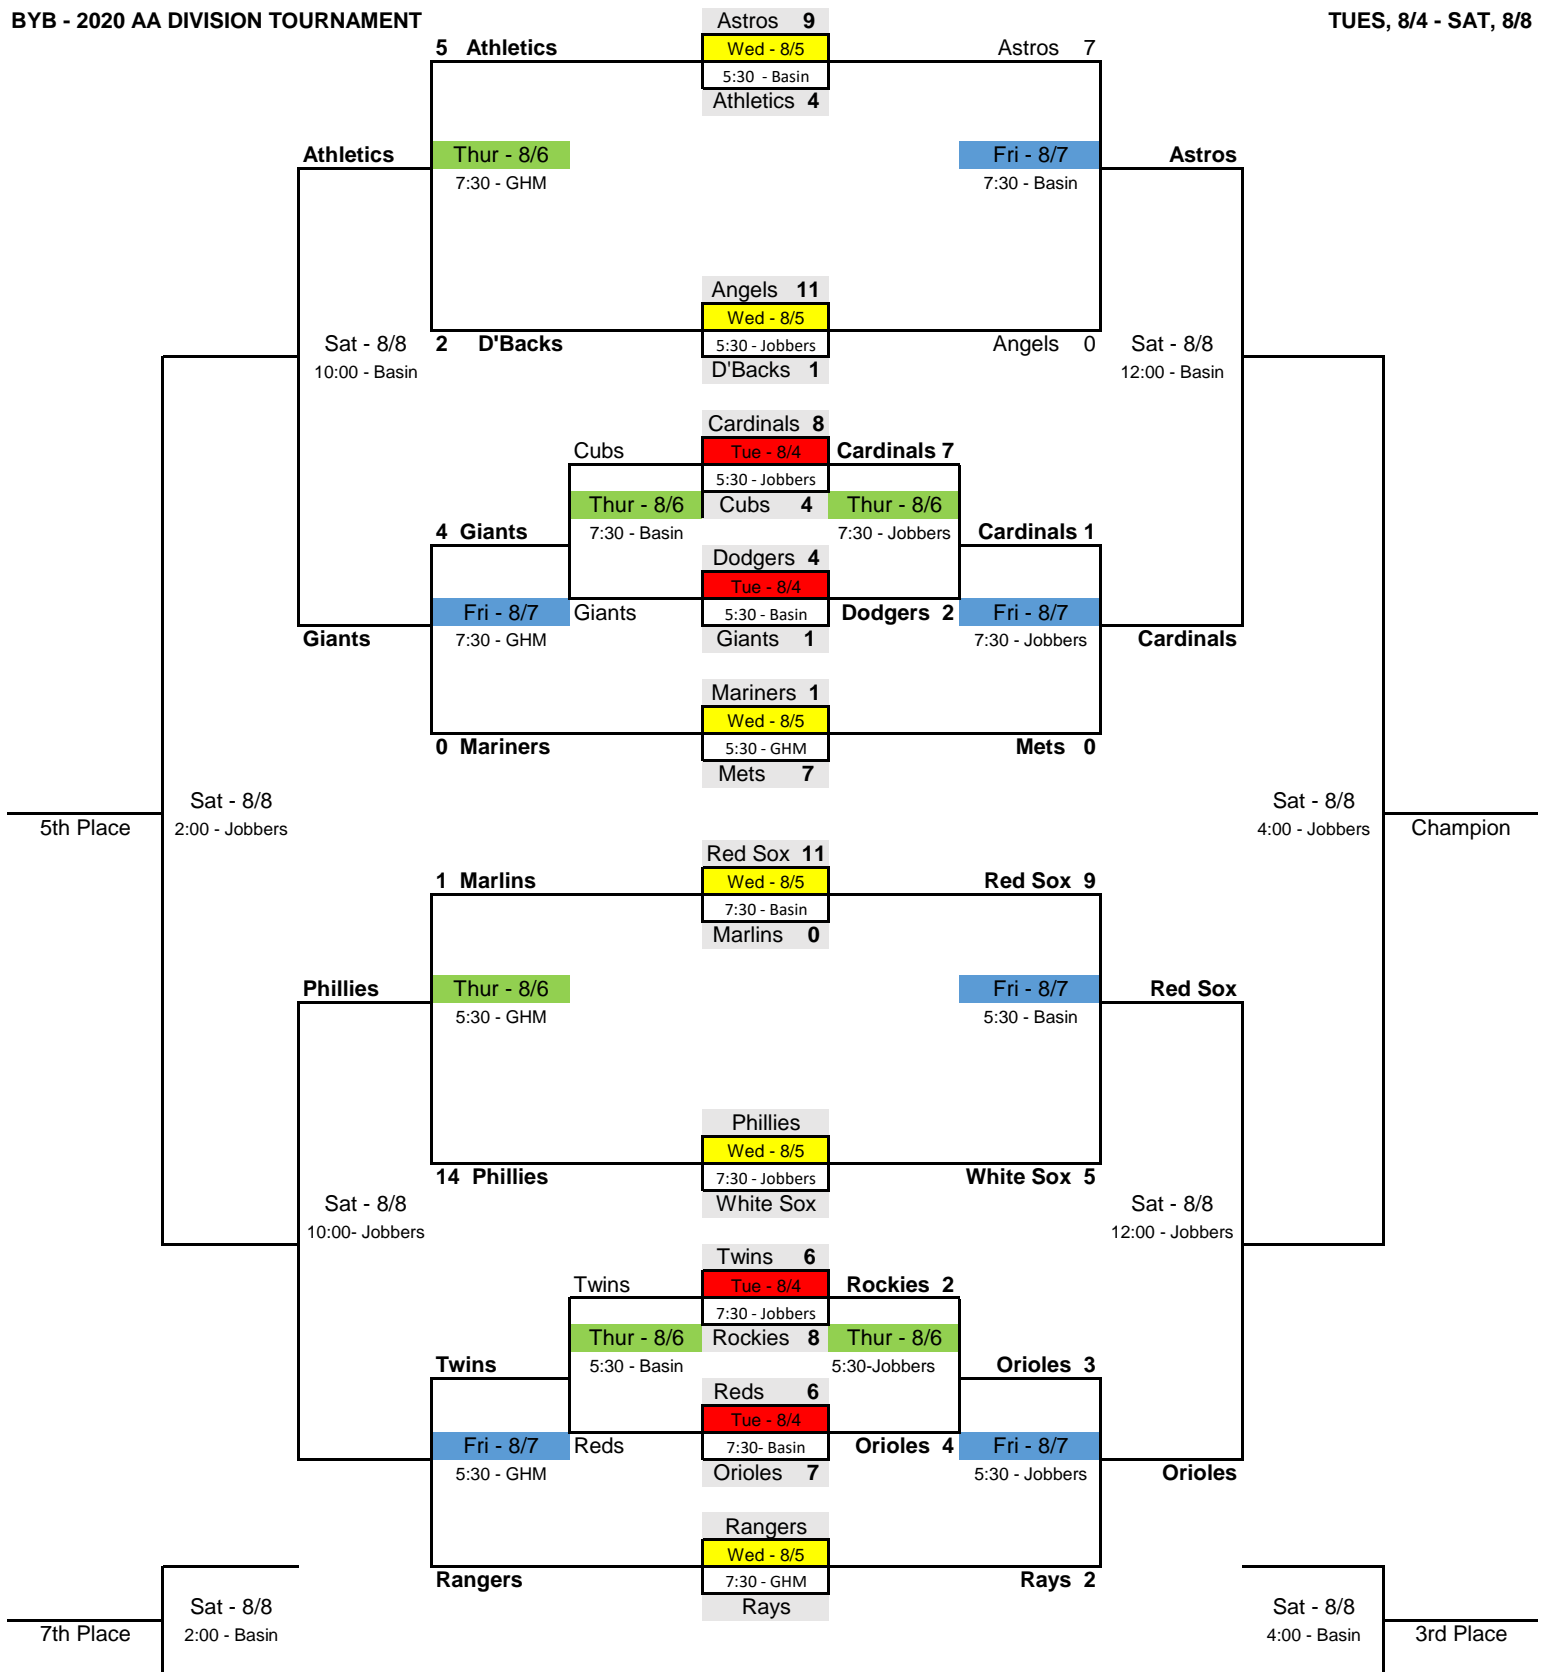 BYB - 2020 AA DIVISION TOURNAMENT
TUES, 8/4 - SAT, 8/8
Astros 9
5 Athletics
Wed - 8/5
Astros 7
5:30 - Basin
Athletics 4
Athletics
Thur - 8/6
Fri - 8/7
Astros
7:30 - GHM
7:30 - Basin
Angels 11
Wed - 8/5
Sat - 8/8
2 D'Backs
5:30 - Jobbers
Angels 0
Sat - 8/8
10:00 - Basin
D'Backs 1
12:00 - Basin
Cardinals 8
Cubs
Tue - 8/4
Cardinals 7
5:30 - Jobbers
Thur - 8/6
Cubs 4
Thur - 8/6
4 Giants
7:30 - Basin
7:30 - Jobbers
Cardinals 1
Dodgers 4
Tue - 8/4
Fri - 8/7
Giants
5:30 - Basin
Dodgers 2
Fri - 8/7
Giants
7:30 - GHM
Giants 1
7:30 - Jobbers
Cardinals
Mariners 1
Wed - 8/5
0 Mariners
5:30 - GHM
Mets 0
Mets 7
Sat - 8/8
Sat - 8/8
5th Place
2:00 - Jobbers
4:00 - Jobbers
Champion
Red Sox 11
1 Marlins
Wed - 8/5
Red Sox 9
7:30 - Basin
Marlins 0
Phillies
Thur - 8/6
Fri - 8/7
Red Sox
5:30 - GHM
5:30 - Basin
Phillies
Wed - 8/5
14 Phillies
7:30 - Jobbers
White Sox 5
Sat - 8/8
White Sox
Sat - 8/8
10:00- Jobbers
12:00 - Jobbers
Twins 6
Twins
Tue - 8/4
Rockies 2
7:30 - Jobbers
Thur - 8/6
Rockies 8
Thur - 8/6
Twins
5:30 - Basin
5:30-Jobbers
Orioles 3
Reds 6
Tue - 8/4
Fri - 8/7
Reds
7:30- Basin
Orioles 4
Fri - 8/7
5:30 - GHM
Orioles 7
5:30 - Jobbers
Orioles
Rangers
Wed - 8/5
Rangers
7:30 - GHM
Rays 2
Sat - 8/8
Rays
Sat - 8/8
7th Place
2:00 - Basin
4:00 - Basin
3rd Place